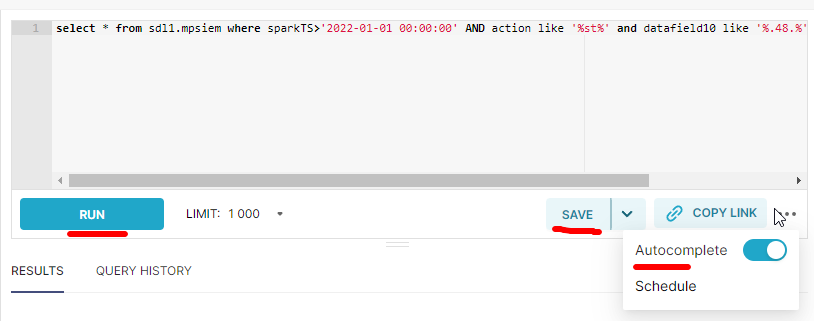 1 select * from sdl1.mpsiem where sparkTS>'2022-01-01 00:00:00' AND action like '%st%' and datafield10 like '%.48.%'
RUN LIMIT: 1 000 SAVE COPY LINK
Autocomplete
RESULTS QUERY HISTORY
Schedule